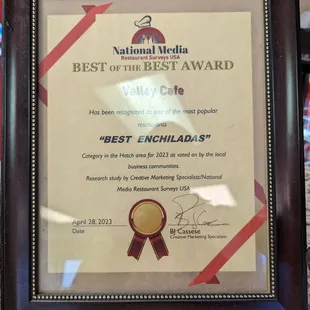 National Media
Restaurant Surveys USA
BEST OF THE BEST AWARD
Valley Cafe
Has been recognized as one of the most popular
restaurants
"BEST ENCHILADAS"
Category in the Hatch area for 2023 as voted on by the local
business communities.
Research study by Creative Marketing Specialists/National
Media Restaurant Surveys USA
April 28, 2023
Date
BJ Cassese
Creative Marketing Specialists